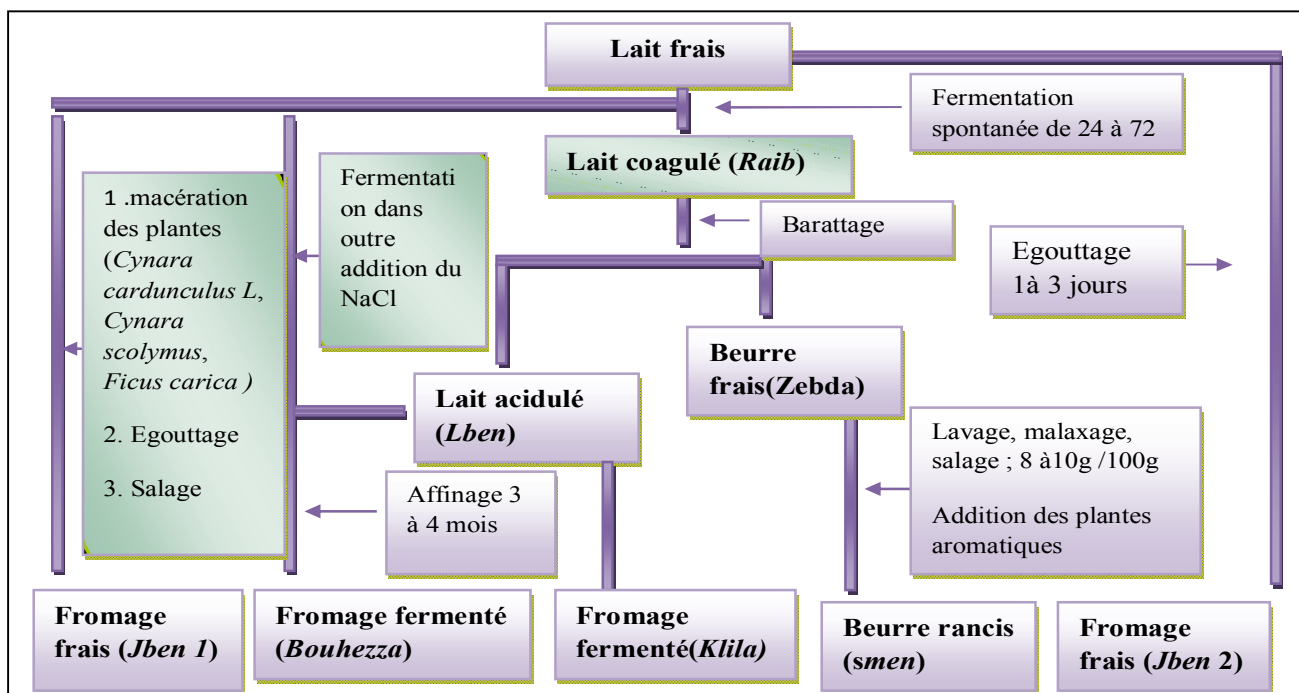 Lait frais
Fermentation
spontanée de 24 à 72
Lait coagulé (Raib)
Fermentati
on dans
outre
addition du
NaCl
1 .macération
des plantes
(Cynara
cardunculus L,
Cynara
scolymus,
Ficus carica )
2. Egouttage
3. Salage
Barattage
Egouttage
1à 3 jours
Beurre
frais(Zebda)
Lait acidulé
(Lben)
Lavage, malaxage,
salage ; 8 à10g /100g
Addition des plantes
aromatiques
Affinage 3
à 4 mois
Fromage
frais (Jben 1)
Fromage fermenté
(Bouhezza)
Fromage
fermenté(Klila)
Beurre rancis
(smen)
Fromage
frais (Jben 2)